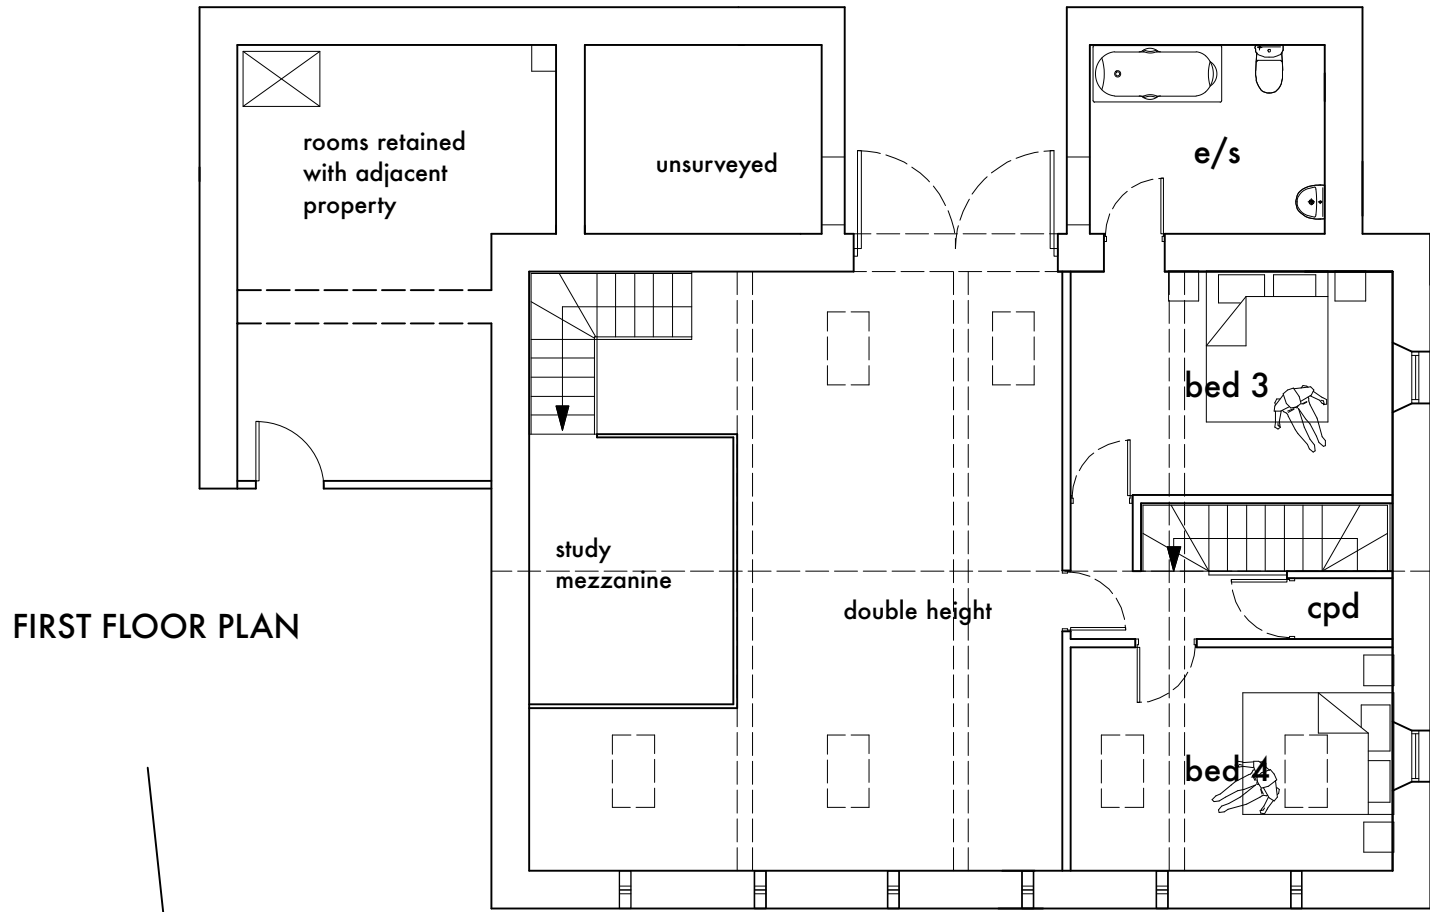 rooms retained
with adjacent
property
unsurveyed
e/s
bed 3
study
mezzanine
double height
cpd
FIRST FLOOR PLAN
bed 4